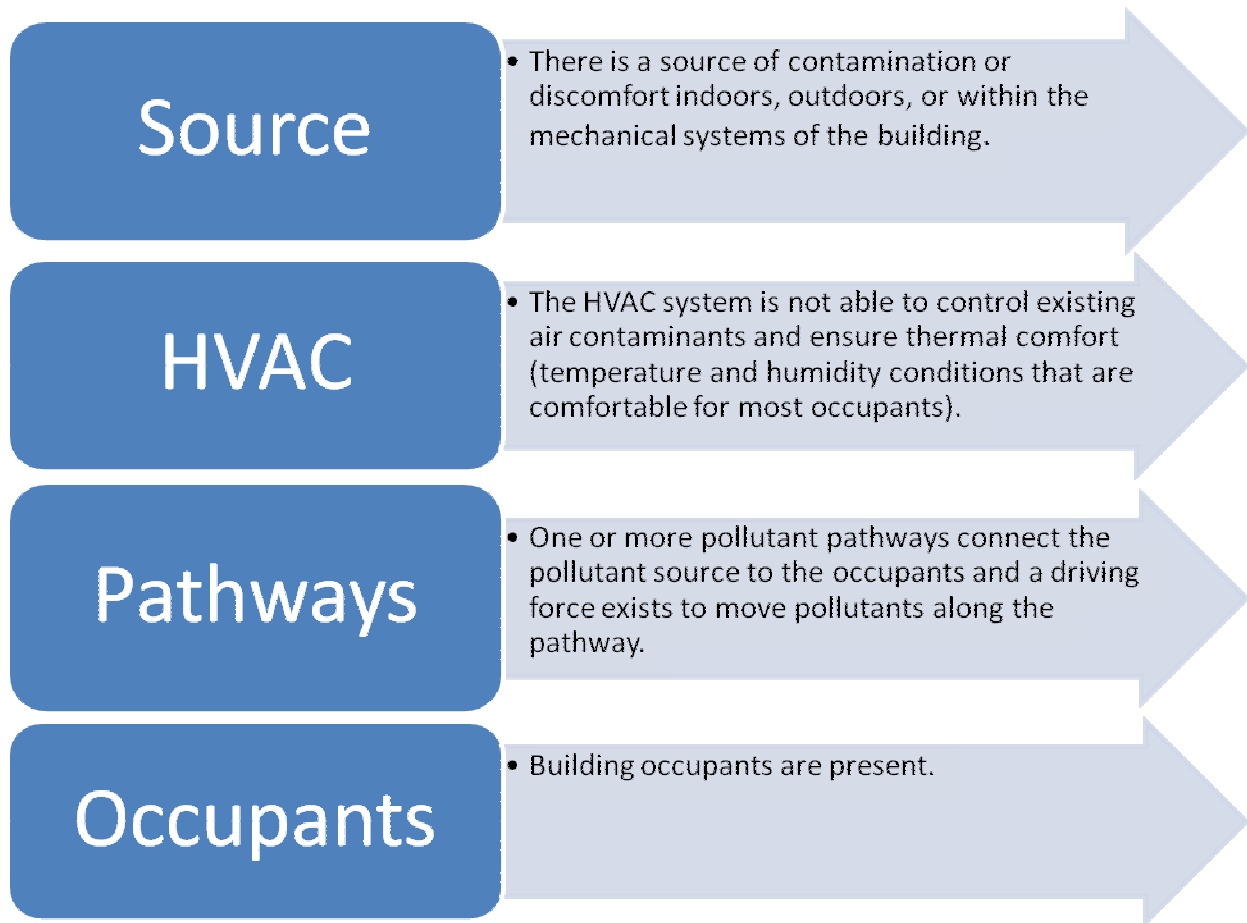 Source
• There is a source of contamination or
discomfort indoors, outdoors, or within the
mechanical systems of the building.
HVAC
• The HVAC system is not able to control existing
air contaminants and ensure thermal comfort
(temperature and humidity conditions that are
comfortable for most occupants).
Pathways
• One or more pollutant pathways connect the
pollutant source to the occupants and a driving
force exists to move pollutants along the
pathway.
Occupants
• Building occupants are present.